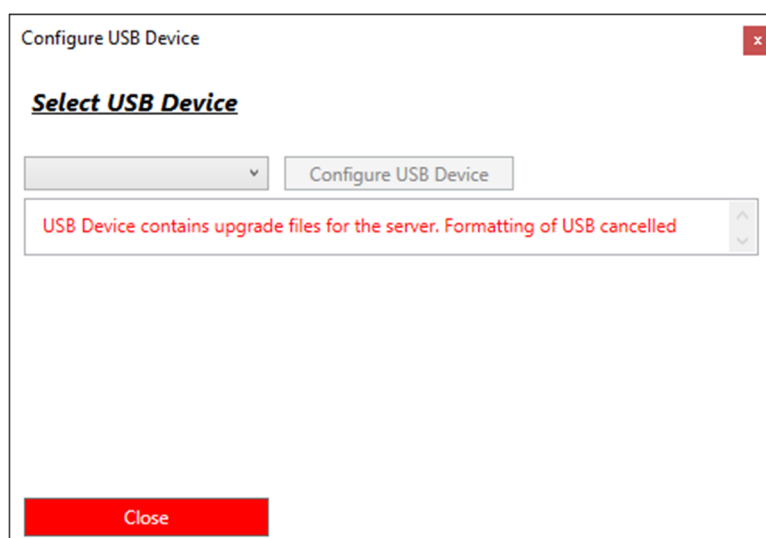 Configure USB Device
x
Select USB Device
Configure USB Device
USB Device contains upgrade files for the server. Formatting of USB cancelled
Close